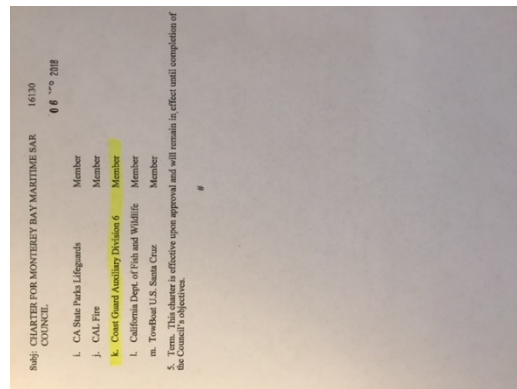 Subj: CHARTER FOR MONTEREY BAY MARITIME SAR 16130
COUNCIL
06 2018
i. CA State Parks Lifeguards Member
j. CAL Fire Member
k. Coast Guard Auxiliary Division 6 Member
l. California Dept. of Fish and Wildlife Member
m. TowBoat U.S. Santa Cruz Member
5. Term. This charter is effective upon approval and will remain in effect until completion of
the Council's objectives.
#